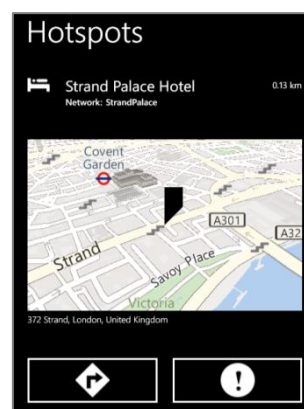 Hotspots
Strand Palace Hotel 0.13 km
Network: StrandPalace
Covent
Garden
A301
A32
Strand
Savoy Place
Victoria
372 Strand, London, United Kingdom